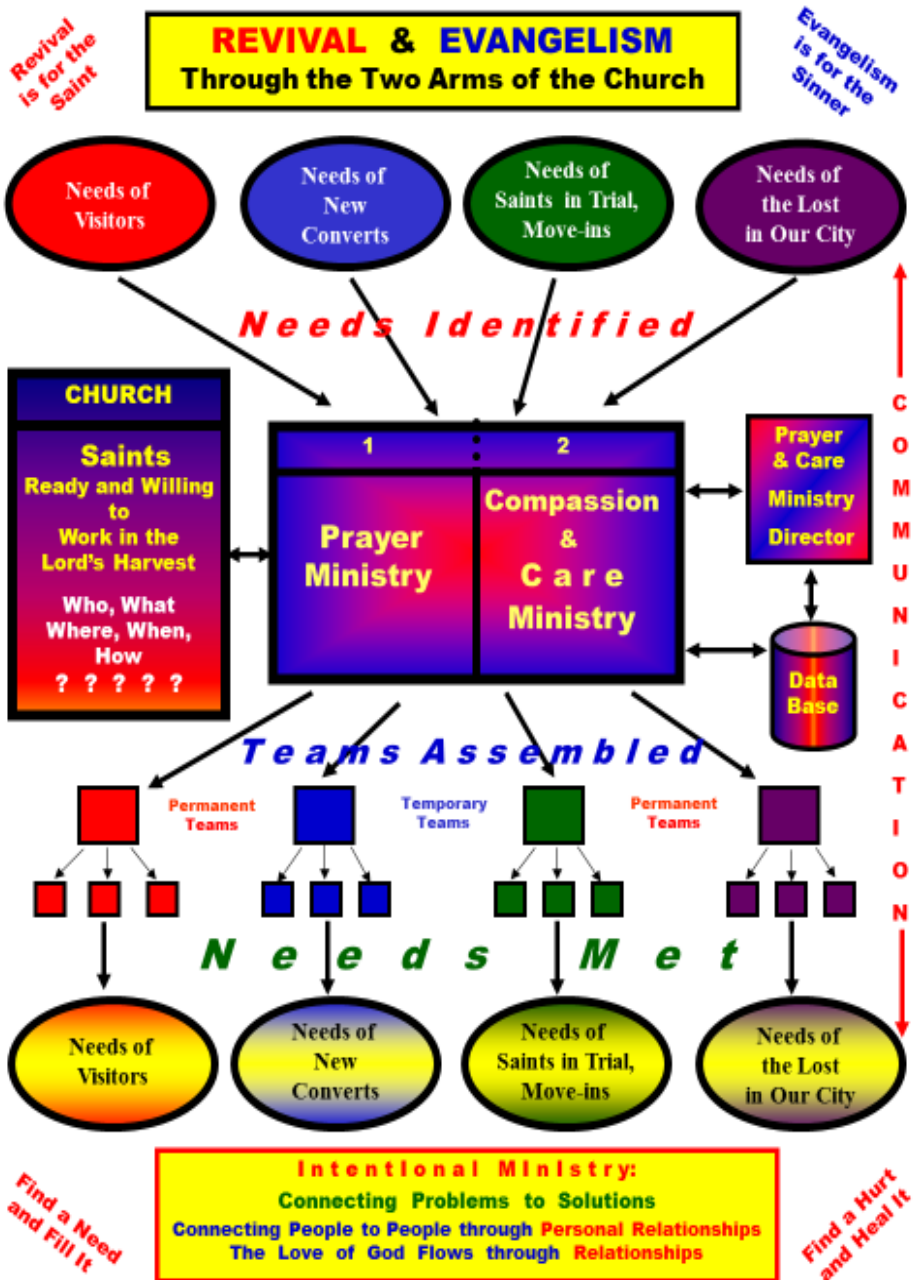 Revival
is for the
Saint
REVIVAL & EVANGELISM
Through the Two Arms of the Church
Evangelism
is for the
Sinner
Needs of
Visitors
Needs of
New
Converts
Needs of
Saints in Trial,
Move-ins
Needs of
the Lost
in Our City
Needs Identified
CHURCH
Saints
Ready and Willing
to
Work in the
Lord's Harvest
Who, What
Where, When,
How
? ? ? ? ?
1
Prayer
Ministry
2
Compassion
&
Care
Ministry
Prayer
& Care
Ministry
Director
Data
Base
COMMUNICATION
Teams Assembled
Permanent
Teams
Temporary
Teams
Permanent
Teams
Needs Met
Needs of
Visitors
Needs of
New
Converts
Needs of
Saints in Trial,
Move-ins
Needs of
the Lost
in Our City
Find a Need
and Fill It
Intentional Ministry:
Connecting Problems to Solutions
Connecting People to People through Personal Relationships
The Love of God Flows through Relationships
Find a Hurt
and Heal It